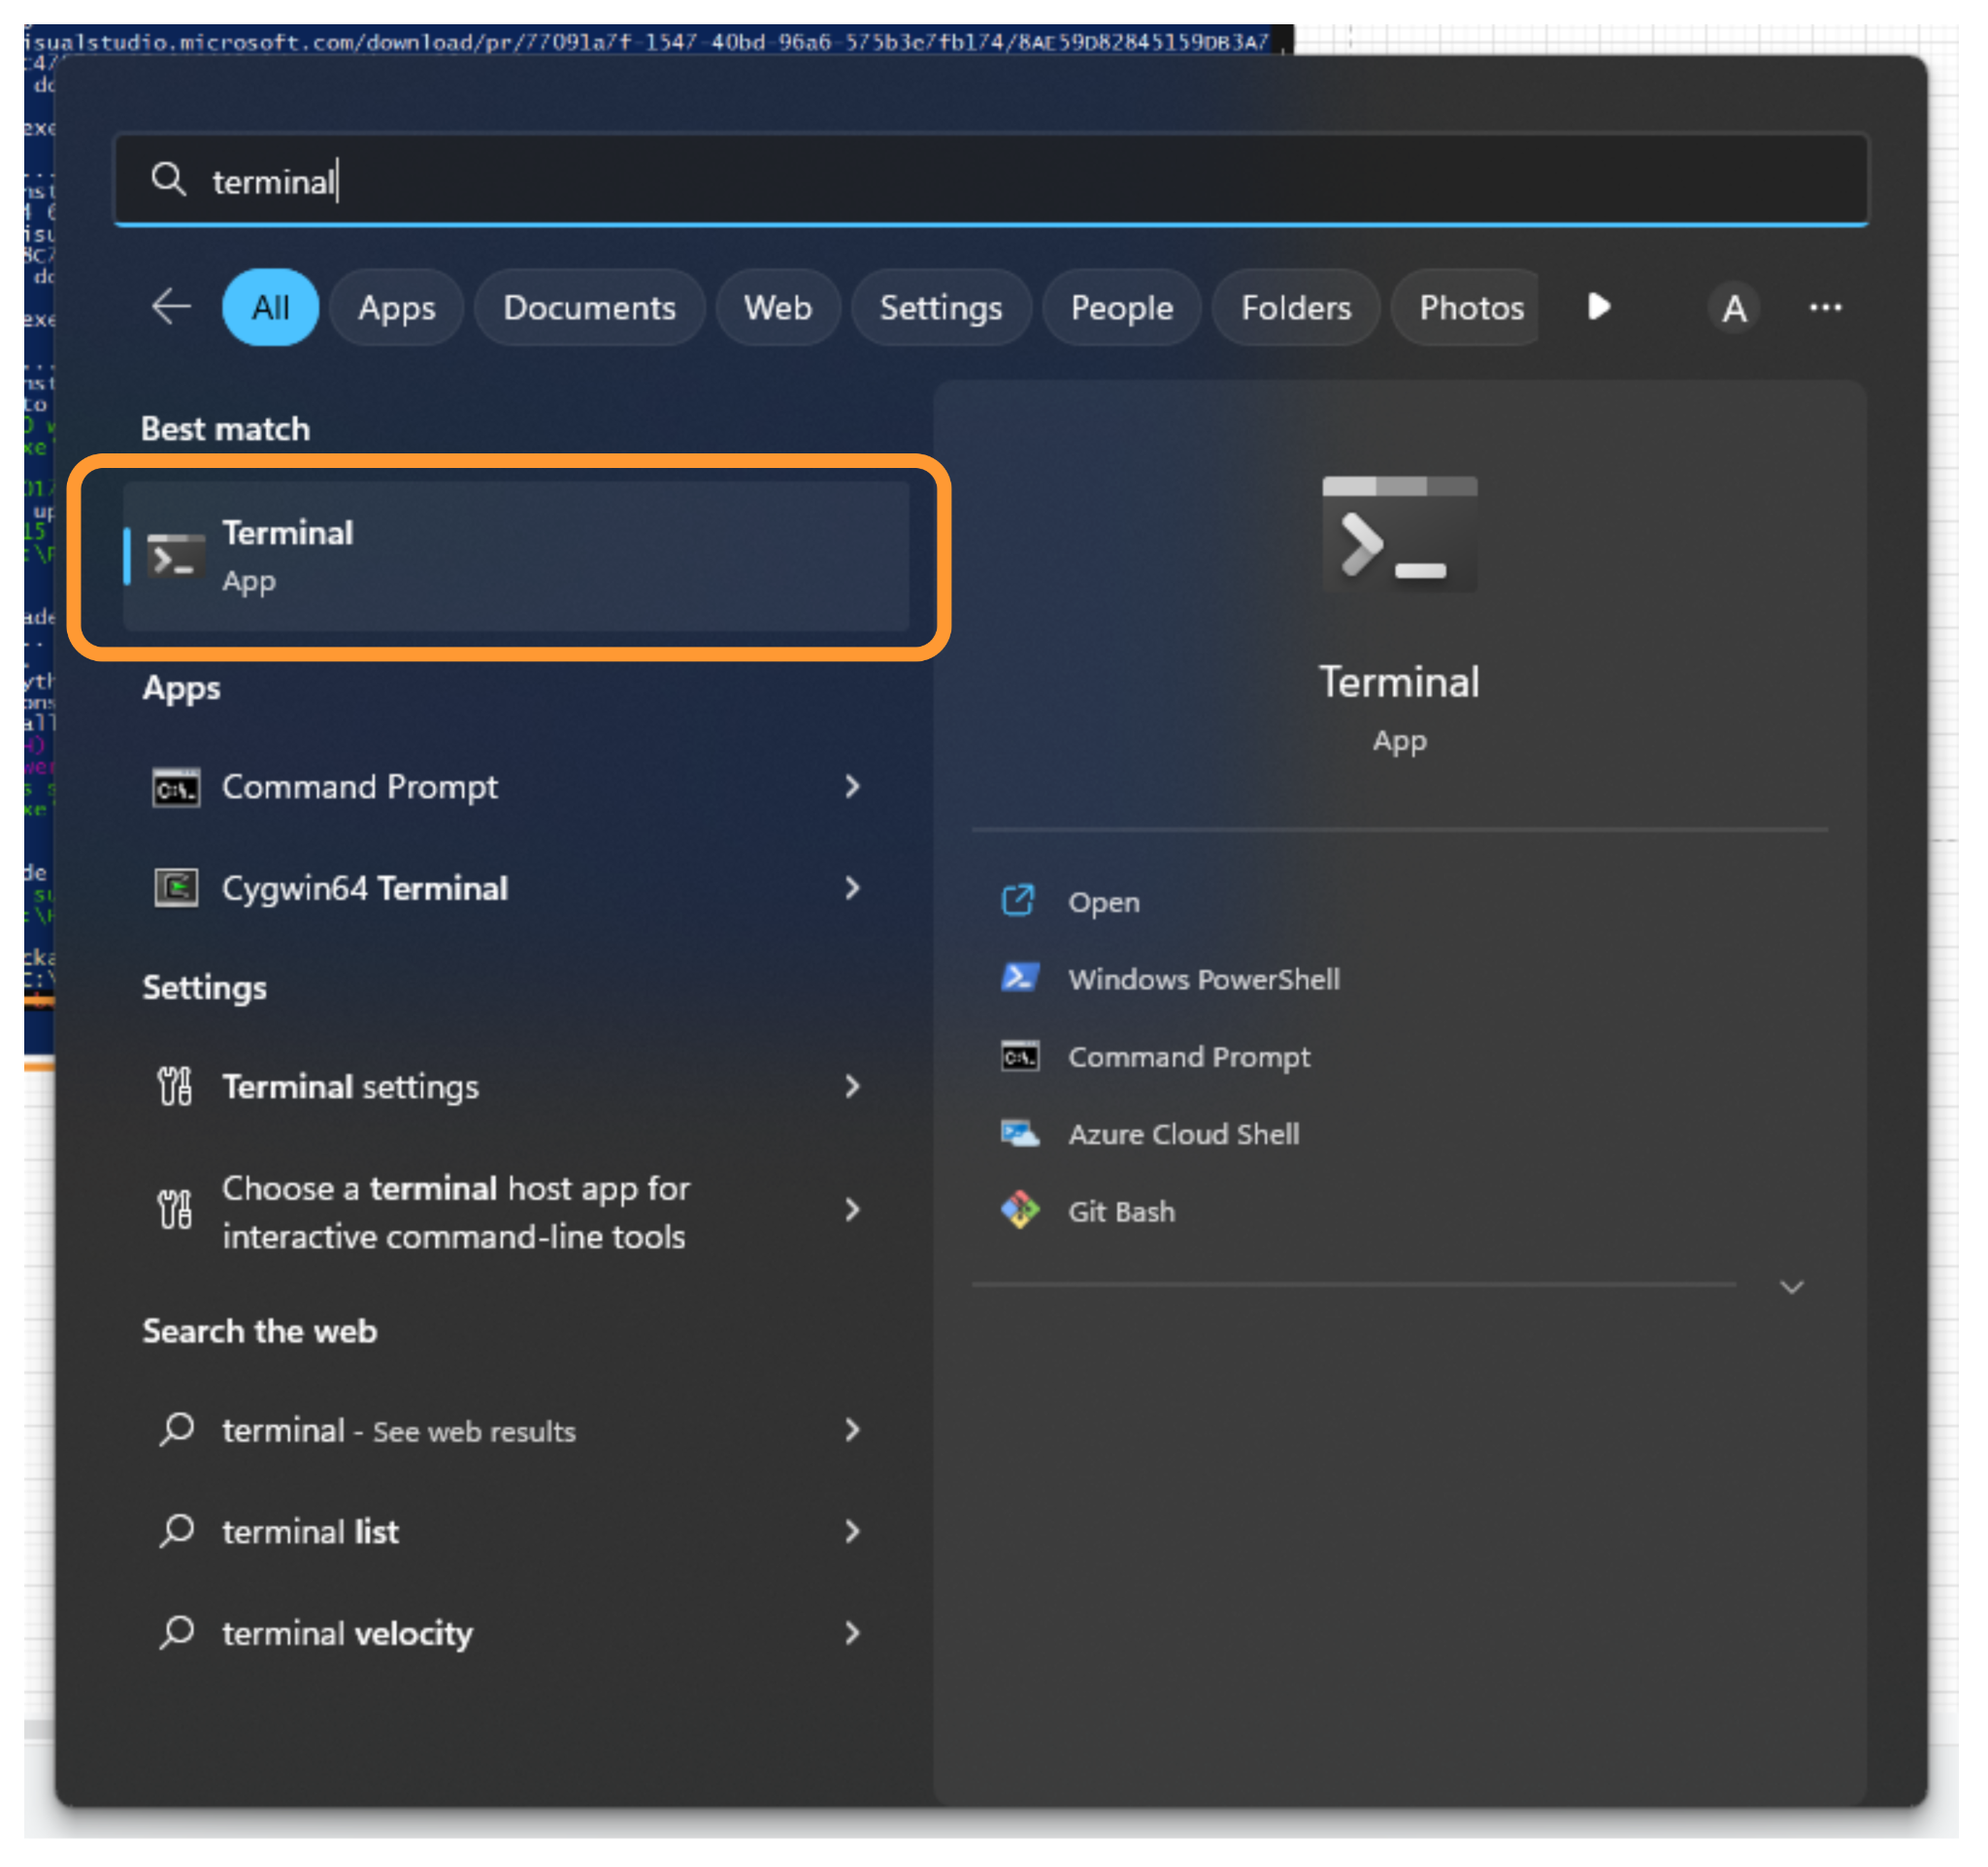 isualstudio.microsoft.com/download/pr/77091a7f-1547-40bd-96a6-575b3e7fb174/8AE59D82845159DB3A7
terminal
All Apps Documents Web Settings People Folders Photos A
Best match
Terminal
App
Apps
Command Prompt
Cygwin64 Terminal
Settings
Terminal settings
Choose a terminal host app for
interactive command-line tools
Search the web
terminal - See web results
terminal list
terminal velocity
Terminal
App
Open
Windows PowerShell
Command Prompt
Azure Cloud Shell
Git Bash